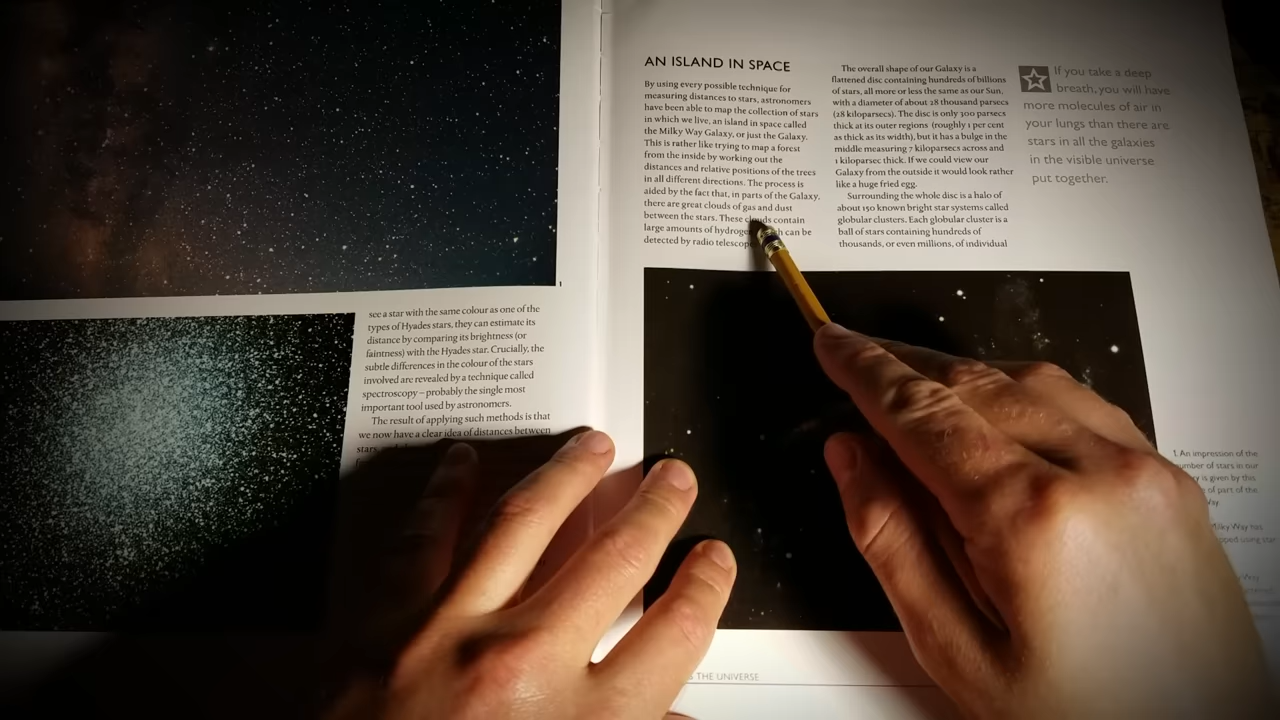 see a star with the same colour as one of the
types of Hyades stars, they can estimate its
distance by comparing its brightness (or
faintness) with the Hyades star. Crucially, the
subtle differences in the colour of the stars
involved are revealed by a technique called
spectroscopy – probably the single most
important tool used by astronomers.
The result of applying such methods is that
we now have a clear idea of distances between
AN ISLAND IN SPACE
By using every possible technique for
measuring distances to stars, astronomers
have been able to map the collection of stars
in which we live, an island in space called
the Milky Way Galaxy, or just the Galaxy.
This is rather like trying to map a forest
from the inside by working out the
distances and relative positions of the trees
in all different directions. The process is
aided by the fact that, in parts of the Galaxy,
there are great clouds of gas and dust
between the stars. These clouds contain
large amounts of hydrogen can be
detected by radio
The overall shape of our Galaxy is a
flattened disc containing hundreds of billions
of stars, all more or less the same as our Sun,
with a diameter of about 28 thousand parsecs
(28 kiloparsecs). The disc is only 300 parsecs
thick at its outer regions (roughly 1 per cent
as thick as its width), but it has a bulge in the
middle measuring 7 kiloparsecs across and
1 kiloparsec thick. If we could view our
Galaxy from the outside it would look rather
like a huge fried egg.
Surrounding the whole disc is a halo of
about 150 known bright star systems called
globular clusters. Each globular cluster is a
ball of stars containing hundreds of
thousands, or even millions, of individual
If you take a deep
breath, you will have
more molecules of air in
your lungs than there are
stars in all the galaxies
in the visible universe
put together.
1. An impression of the
number of stars in our
is given by this
of part of the
Milky Way has
using star
THE UNIVERSE